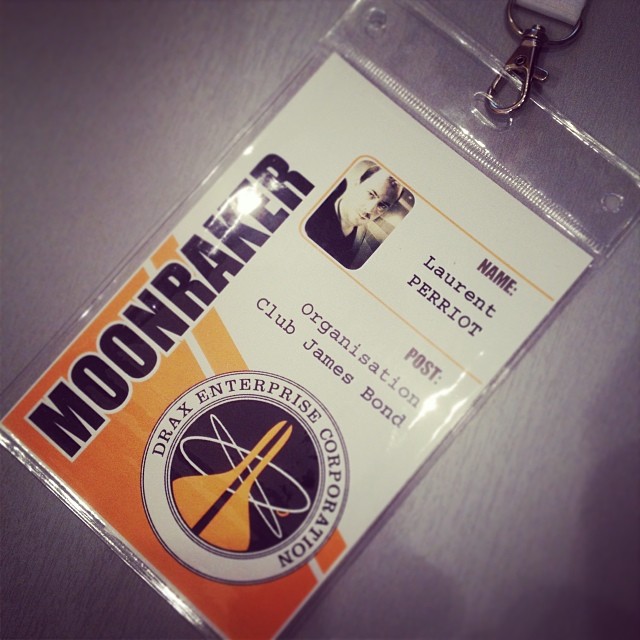 MOONRAKER
NAME:
Laurent
PERRIOT
POST:
Organisation
Club James Bond
DRAX ENTERPRISE CORPORATION